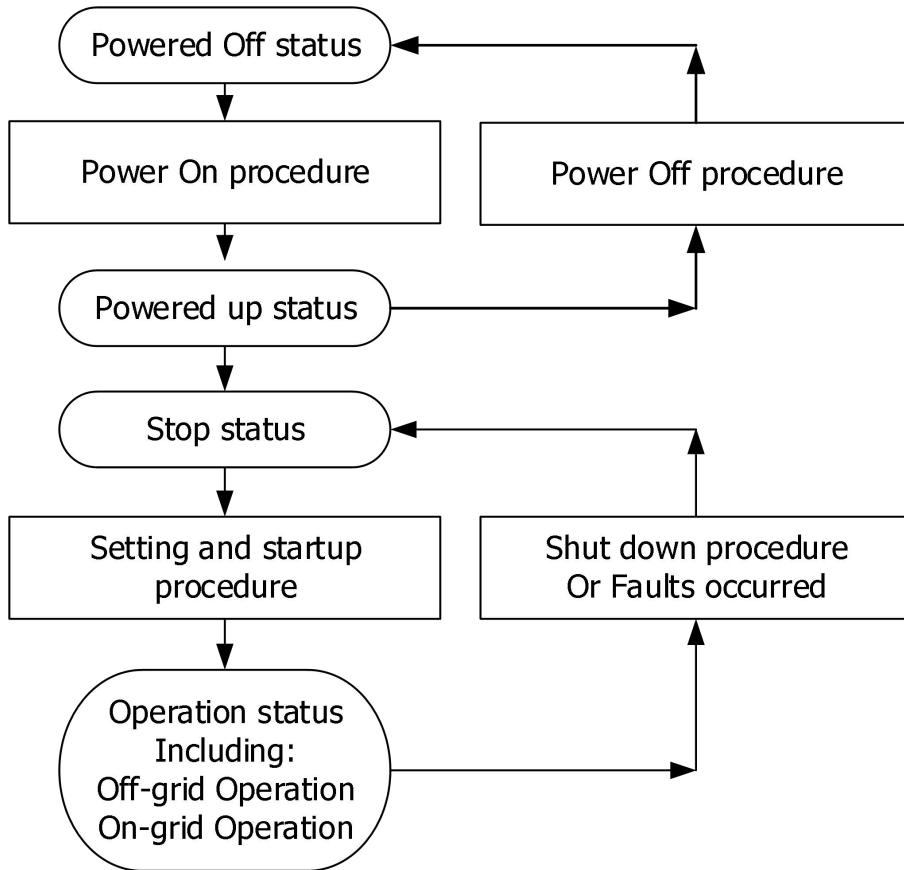 Powered Off status
Power On procedure
Power Off procedure
Powered up status
Stop status
Setting and startup
procedure
Shut down procedure
Or Faults occurred
Operation status
Including:
Off-grid Operation
On-grid Operation